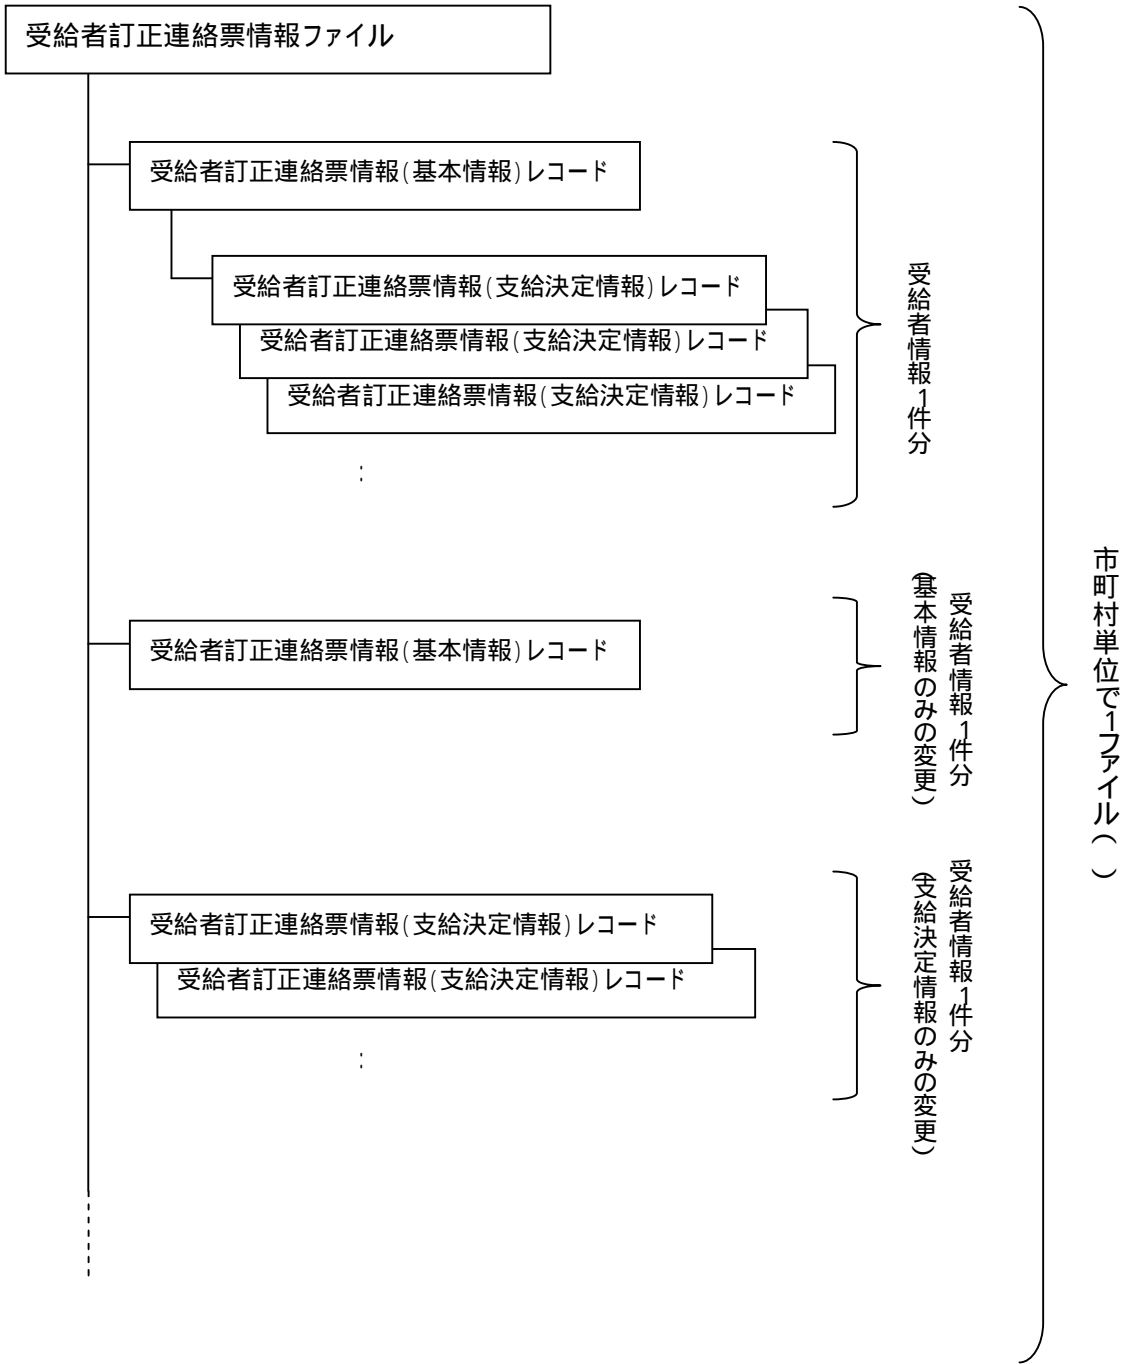 受給者訂正連絡票情報ファイル
受給者訂正連絡票情報(基本情報)レコード
受給者訂正連絡票情報(支給決定情報)レコード
受給者訂正連絡票情報(支給決定情報)レコード
受給者訂正連絡票情報(支給決定情報)レコード
:
受給者情報1件分
受給者訂正連絡票情報(基本情報)レコード
受給者情報1件分
(基本情報のみの変更)
受給者訂正連絡票情報(支給決定情報)レコード
受給者訂正連絡票情報(支給決定情報)レコード
:
受給者情報1件分
(支給決定情報のみの変更)
市町村単位で1ファイル( )